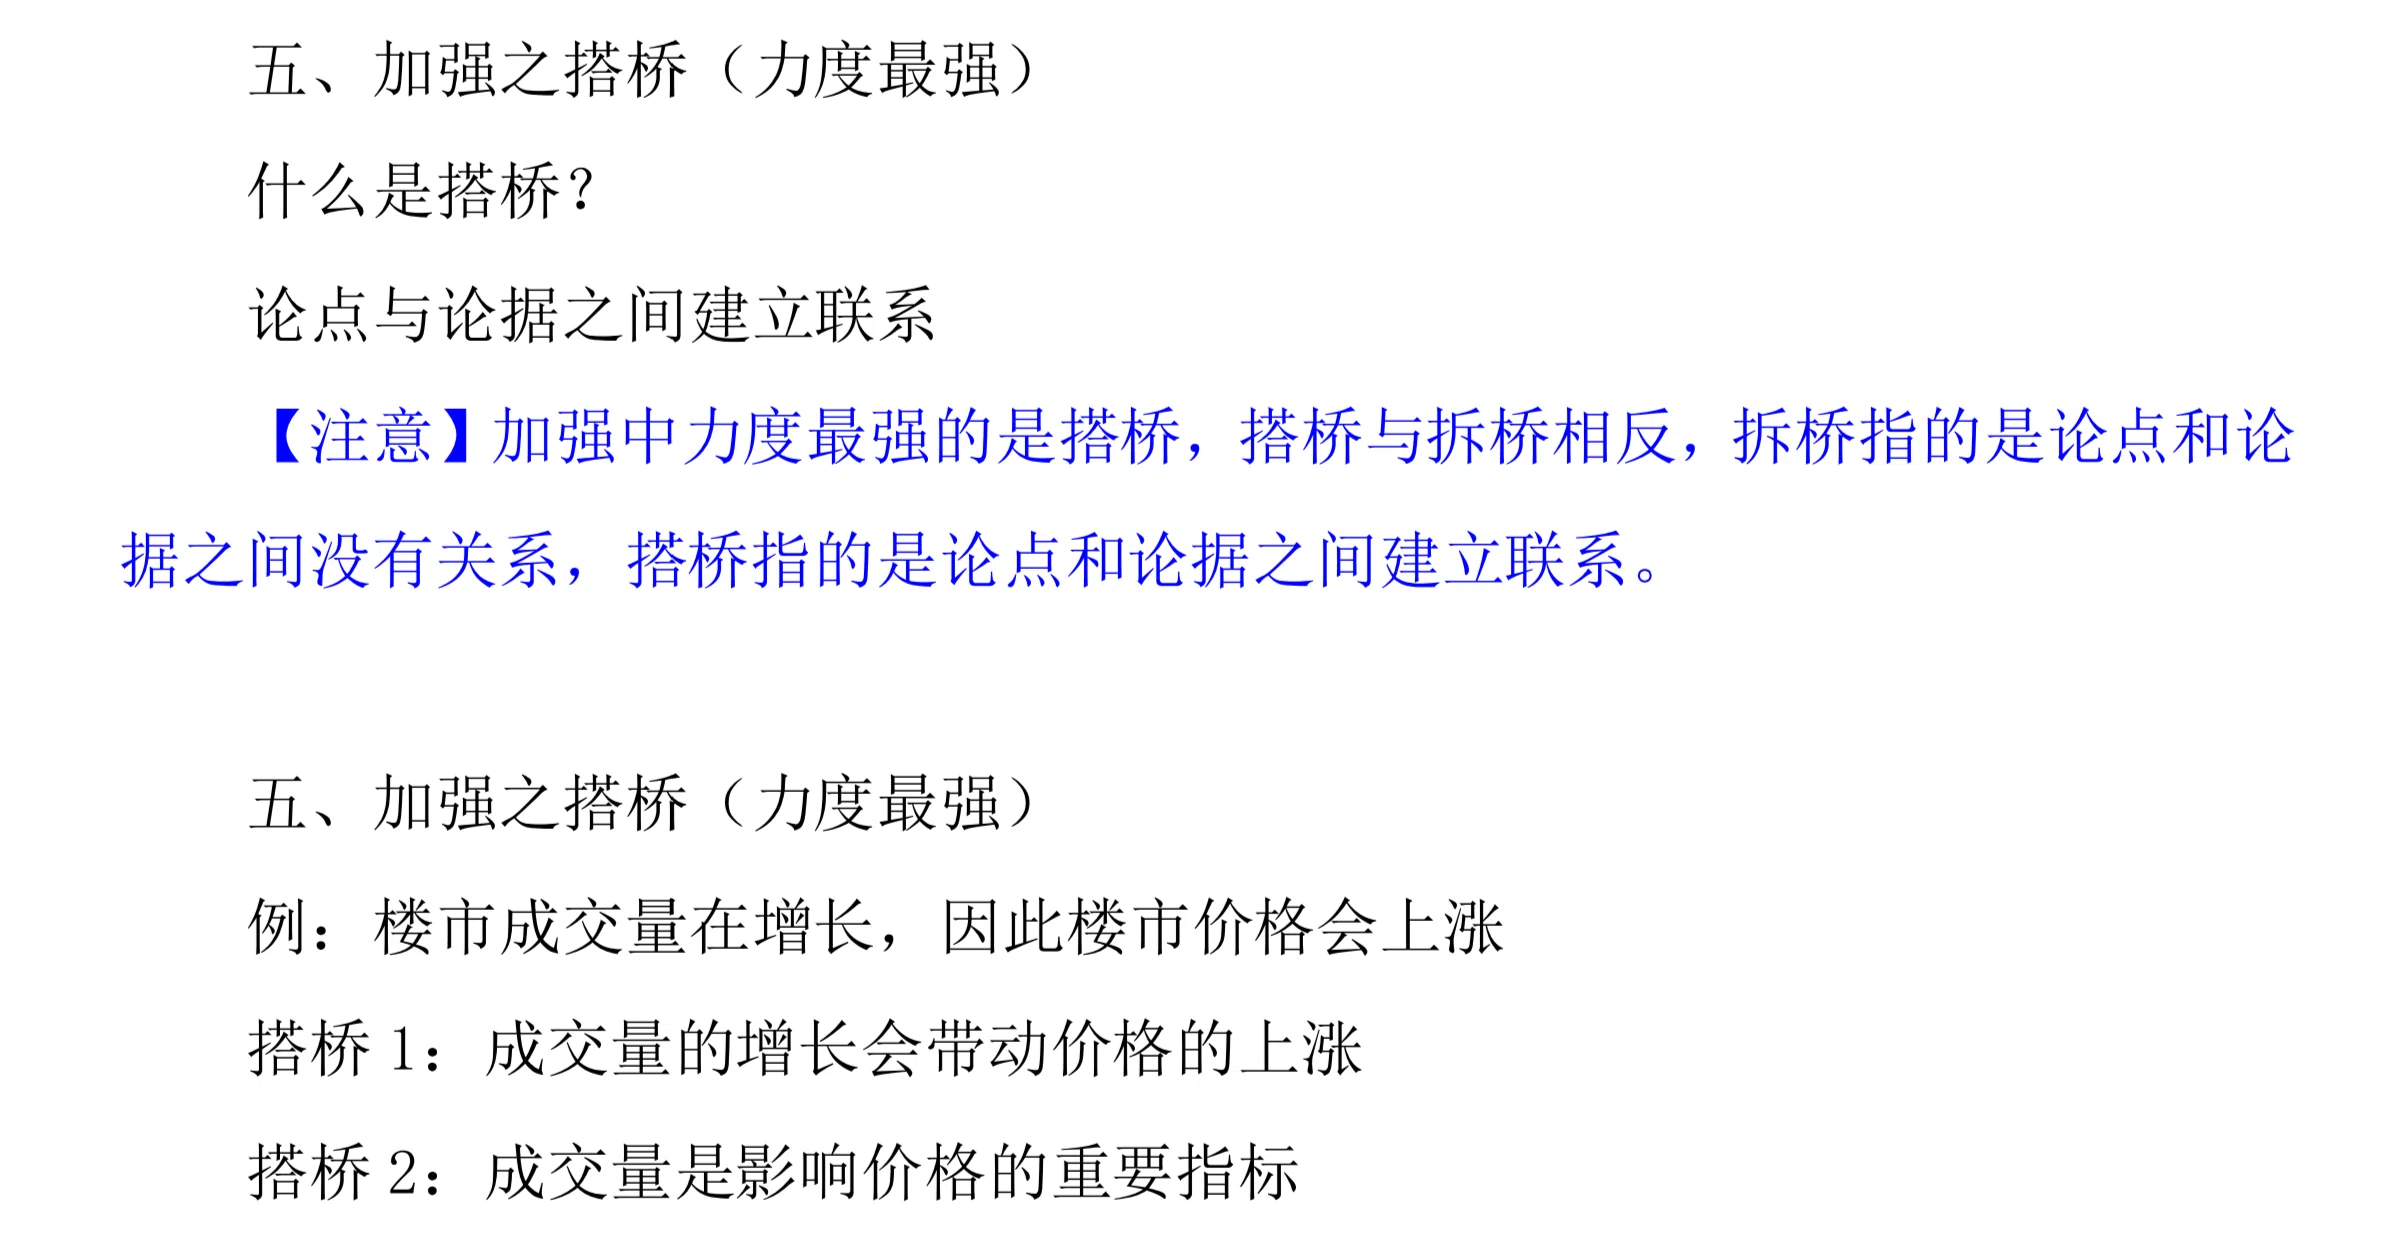 五、加强之搭桥（力度最强）
什么是搭桥？
论点与论据之间建立联系
【注意】加强中力度最强的是搭桥，搭桥与拆桥相反，拆桥指的是论点和论
据之间没有关系，搭桥指的是论点和论据之间建立联系。
五、加强之搭桥（力度最强）
例：楼市成交量在增长，因此楼市价格会上涨
搭桥 1：成交量的增长会带动价格的上涨
搭桥 2：成交量是影响价格的重要指标